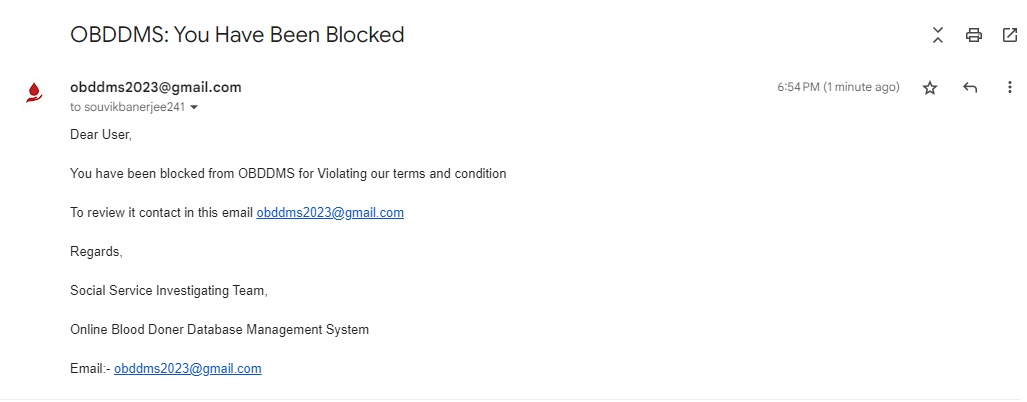 OBDDMS: You Have Been Blocked
obddms2023@gmail.com
6:54 PM (1 minute ago)
to souvikbanerjee241
Dear User,
You have been blocked from OBDDMS for Violating our terms and condition
To review it contact in this email obddms2023@gmail.com
Regards,
Social Service Investigating Team,
Online Blood Doner Database Management System
Email:- obddms2023@gmail.com